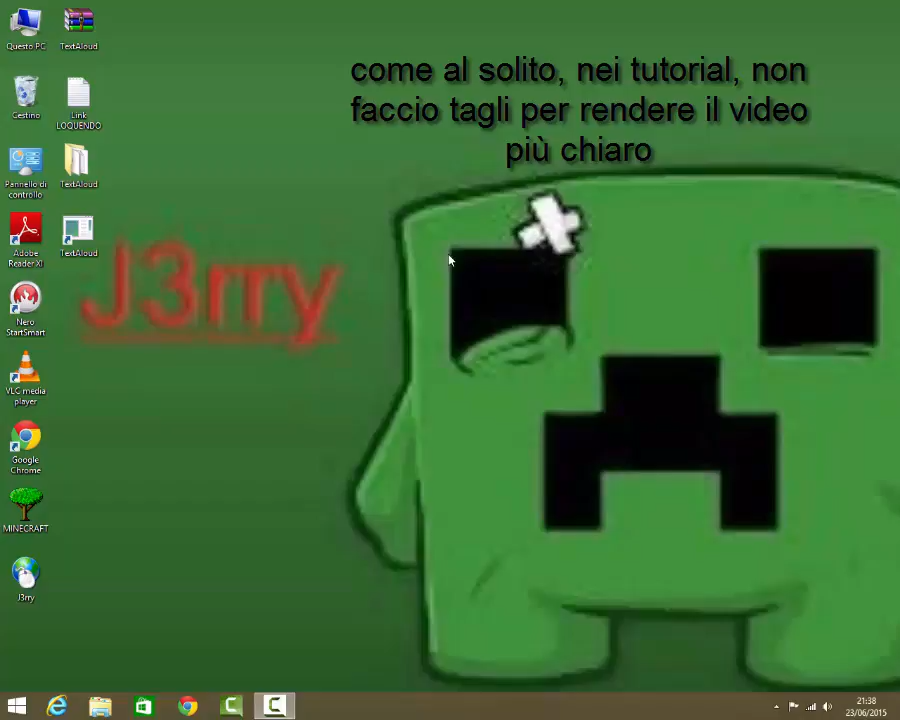 come al solito, nei tutorial, non
faccio tagli per rendere il video
più chiaro
Questo PC
TextAloud
Cestino
Link
LOQUENDO
Pannello di
controllo
TextAloud
Adobe
Reader XI
TextAloud
J3rry
Nero
StartSmart
VLC media
player
Google
Chrome
MINECRAFT
J3rry
21:38
23/06/2015